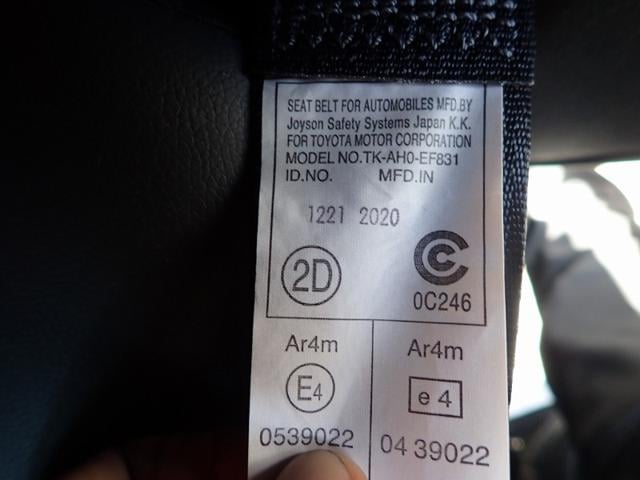 SEAT BELT FOR AUTOMOBILES MFD.BY
Joyson Safety Systems Japan K.K.
FOR TOYOTA MOTOR CORPORATION
MODEL NO.TK-AH0-EF831
ID.NO. MFD.IN
1221 2020
2D
0C246
Ar4m Ar4m
E4 e 4
0539022 04 39022